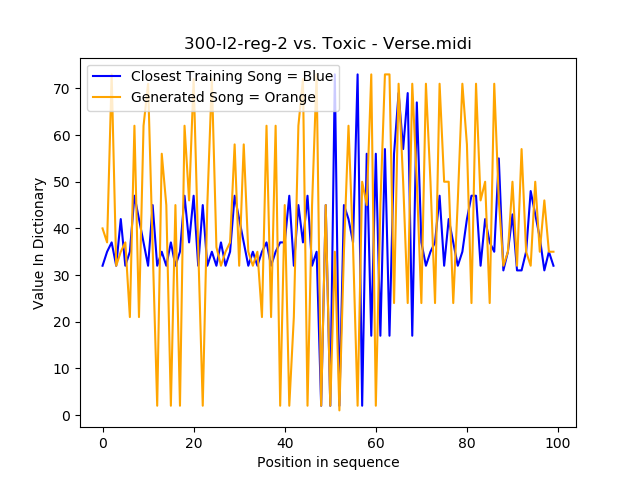 300-l2-reg-2 vs. Toxic - Verse.midi
Closest Training Song = Blue
Generated Song = Orange
Value In Dictionary
70
60
50
40
30
20
10
0
0 20 40 60 80 100
Position in sequence